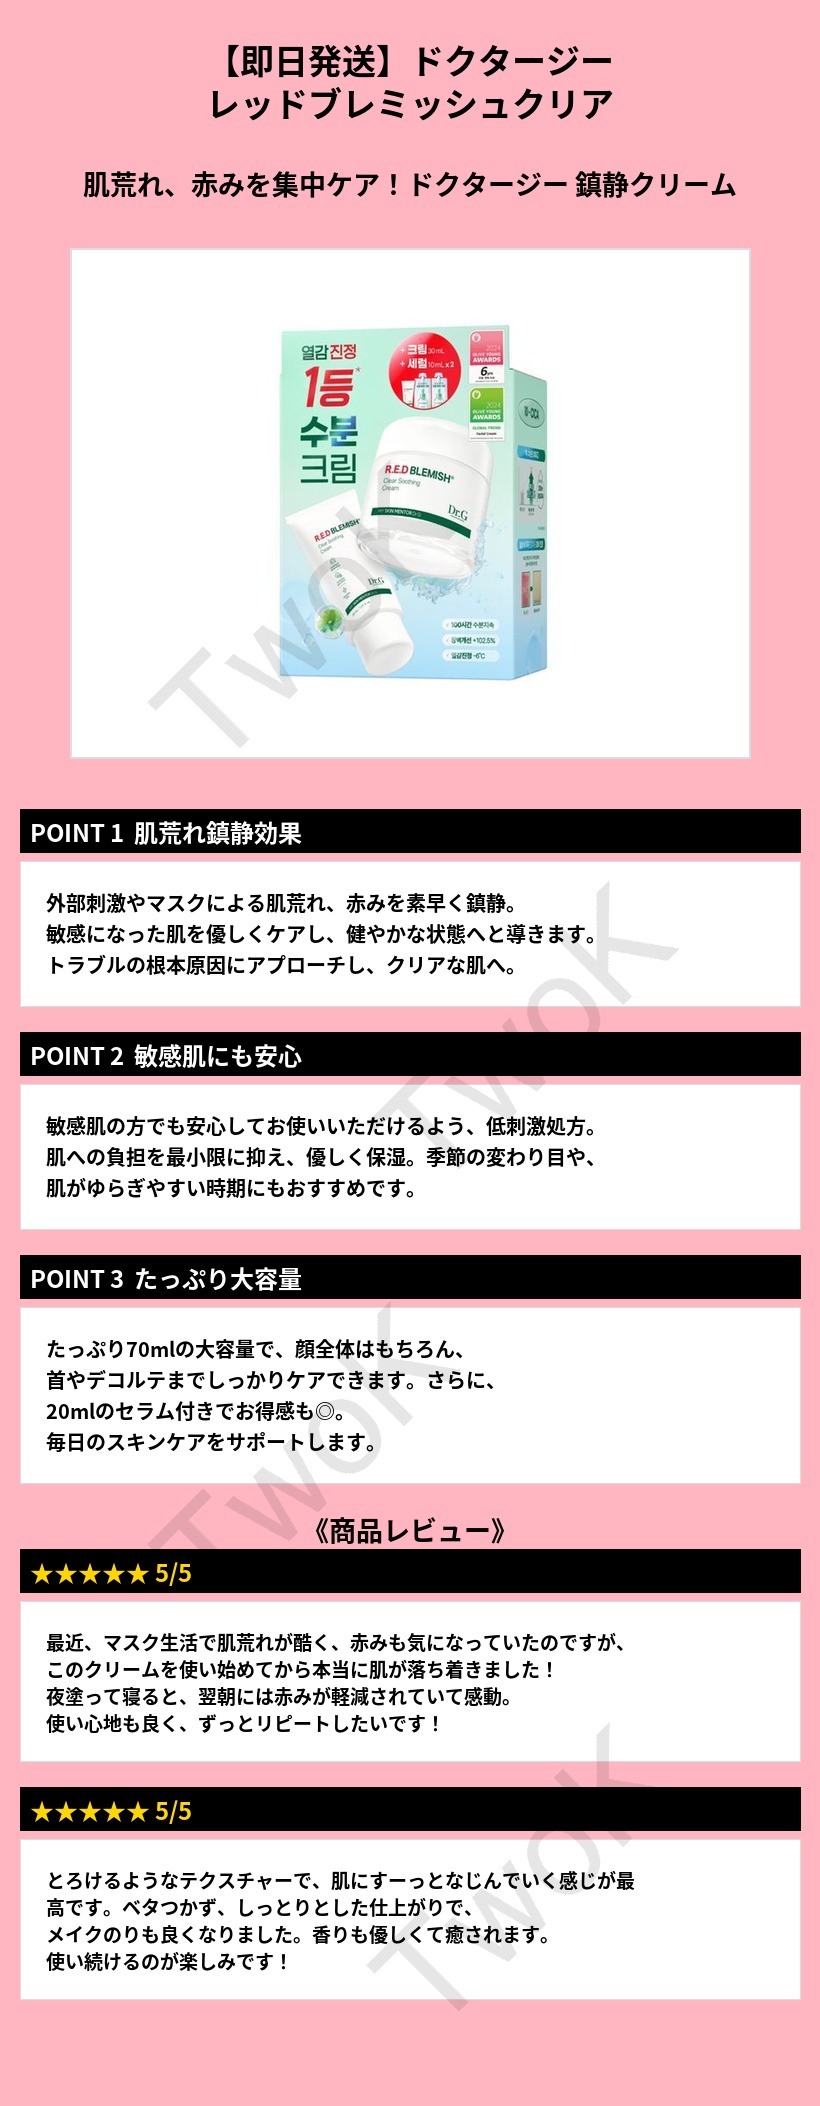 【即日発送】ドクタージー
レッドブレミッシュクリア
肌荒れ、赤みを集中ケア！ドクタージー 鎮静クリーム
열감 진정
1등*
수분
크림
+ 크림 30mL
+ 세럼 10mL x 2
2024
OLIVE YOUNG
AWARDS
2024
OLIVE YOUNG
AWARDS
GLOBAL TREND
Facial Cream
R.E.D BLEMISH®
Clear Soothing
Cream
MY SKIN MENTOR Dr.G
Dr.G
R.E.D BLEMISH
Clear Soothing
Cream
Dr.G
100시간 수분지속
장벽개선 +102.5%
열감진정 -6℃
10-CICA
TwoK
POINT 1 肌荒れ鎮静効果
外部刺激やマスクによる肌荒れ、赤みを素早く鎮静。
敏感になった肌を優しくケアし、健やかな状態へと導きます。
トラブルの根本原因にアプローチし、クリアな肌へ。
TwoK
POINT 2 敏感肌にも安心
敏感肌の方でも安心してお使いいただけるよう、低刺激処方。
肌への負担を最小限に抑え、優しく保湿。季節の変わり目や、
肌がゆらぎやすい時期にもおすすめです。
POINT 3 たっぷり大容量
たっぷり70mlの大容量で、顔全体はもちろん、
首やデコルテまでしっかりケアできます。さらに、
20mlのセラム付きでお得感も◎。
毎日のスキンケアをサポートします。
TwoK
《商品レビュー》
★★★★★ 5/5
最近、マスク生活で肌荒れが酷く、赤みも気になっていたのですが、
このクリームを使い始めてから本当に肌が落ち着きました！
夜塗って寝ると、翌朝には赤みが軽減されていて感動。
使い心地も良く、ずっとリピートしたいです！
★★★★★ 5/5
とろけるようなテクスチャーで、肌にすーっとなじんでいく感じが最
高です。ベタつかず、しっとりとした仕上がりで、
メイクのりも良くなりました。香りも優しくて癒されます。
使い続けるのが楽しみです！
TwoK